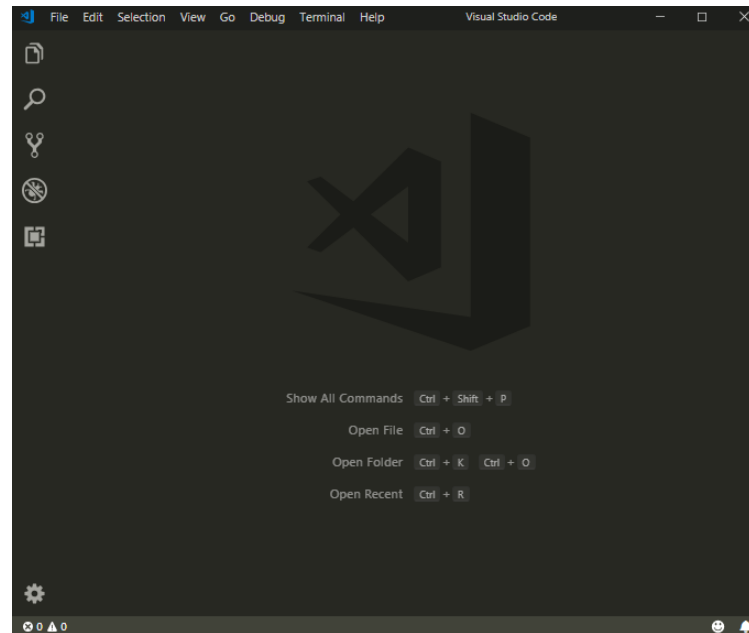 File Edit Selection View Go Debug Terminal Help Visual Studio Code
Show All Commands Ctrl + Shift + P
Open File Ctrl + O
Open Folder Ctrl + K Ctrl + O
Open Recent Ctrl + R
0 0